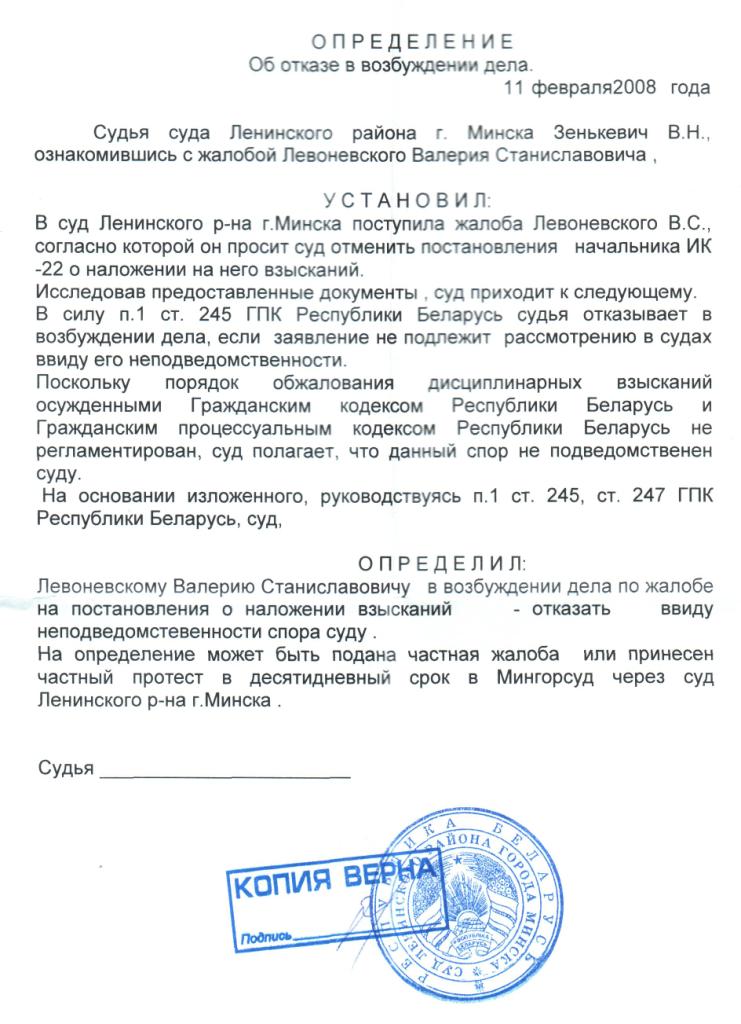 О П Р Е Д Е Л Е Н И Е
Об отказе в возбуждении дела.
11 февраля2008 года
Судья суда Ленинского района г. Минска Зенькевич В.Н.,
ознакомившись с жалобой Левоневского Валерия Станиславовича ,
У С Т А Н О В И Л:
В суд Ленинского р-на г.Минска поступила жалоба Левоневского В.С.,
согласно которой он просит суд отменить постановления начальника ИК
-22 о наложении на него взысканий.
Исследовав предоставленные документы , суд приходит к следующему.
В силу п.1 ст. 245 ГПК Республики Беларусь судья отказывает в
возбуждении дела, если заявление не подлежит рассмотрению в судах
ввиду его неподведомственности.
Поскольку порядок обжалования дисциплинарных взысканий
осужденными Гражданским кодексом Республики Беларусь и
Гражданским процессуальным кодексом Республики Беларусь не
регламентирован, суд полагает, что данный спор не подведомственен
суду.
На основании изложенного, руководствуясь п.1 ст. 245, ст. 247 ГПК
Республики Беларусь, суд,
О П Р Е Д Е Л И Л:
Левоневскому Валерию Станиславовичу в возбуждении дела по жалобе
на постановления о наложении взысканий - отказать ввиду
неподведомстевенности спора суду .
На определение может быть подана частная жалоба или принесен
частный протест в десятидневный срок в Мингорсуд через суд
Ленинского р-на г.Минска .
Судья _______________________
КОПИЯ ВЕРНА
Подпись
РЕСПУБЛИКА БЕЛАРУСЬ
СУД ЛЕНИНСКОГО РАЙОНА ГОРОДА МИНСКА